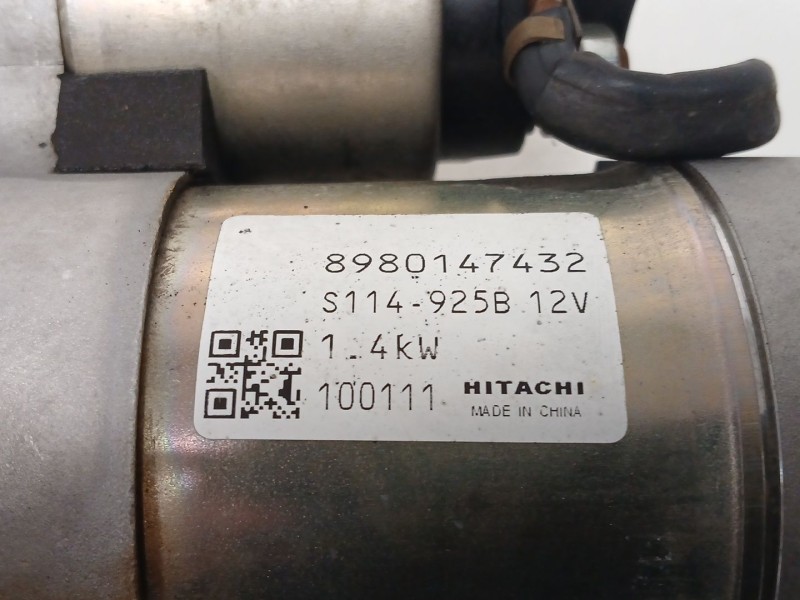 8980147432
S114-925B 12V
1.4kW
100111 HITACHI
MADE IN CHINA